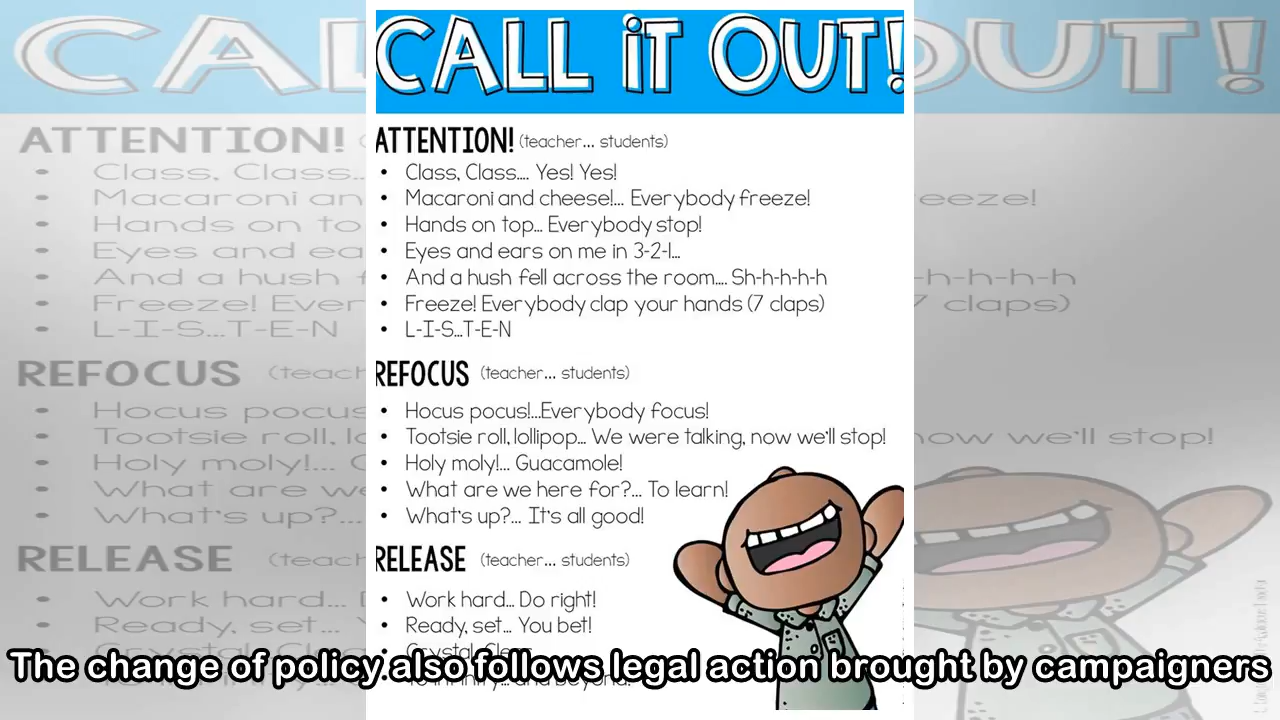 CALL iT OUT!
ATTENTION! (teacher... students)
• Class, Class.... Yes! Yes!
• Macaroni and cheese!... Everybody freeze!
• Hands on top... Everybody stop!
• Eyes and ears on me in 3-2-1...
• And a hush fell across the room.... Sh-h-h-h-h
• Freeze! Everybody clap your hands (7 claps)
• L-I-S...T-E-N
REFOCUS (teacher... students)
• Hocus pocus!...Everybody focus!
• Tootsie roll, lollipop... We were talking, now we'll stop!
• Holy moly!... Guacamole!
• What are we here for?... To learn!
• What's up?... It's all good!
RELEASE (teacher... students)
• Work hard... Do right!
• Ready, set... You bet!
The change of policy also follows legal action brought by campaigners